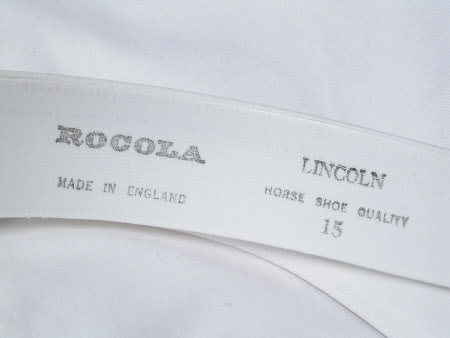 ROCOLA
MADE IN ENGLAND
LINCOLN
HORSE SHOE QUALITY
15